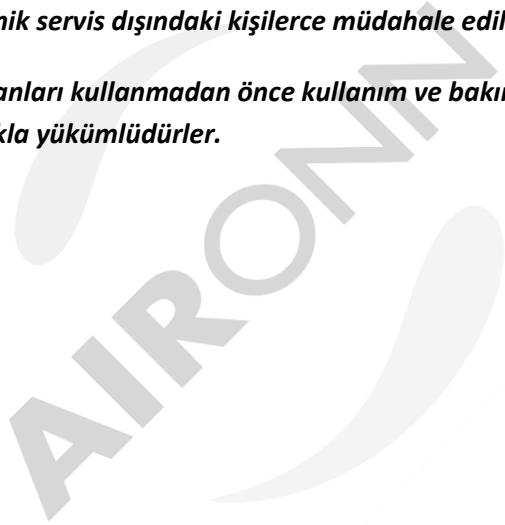 nik servis dışındaki kişilerce müdahale edil
anları kullanmadan önce kullanım ve bakı
kla yükümlüdürler.
AIRONN